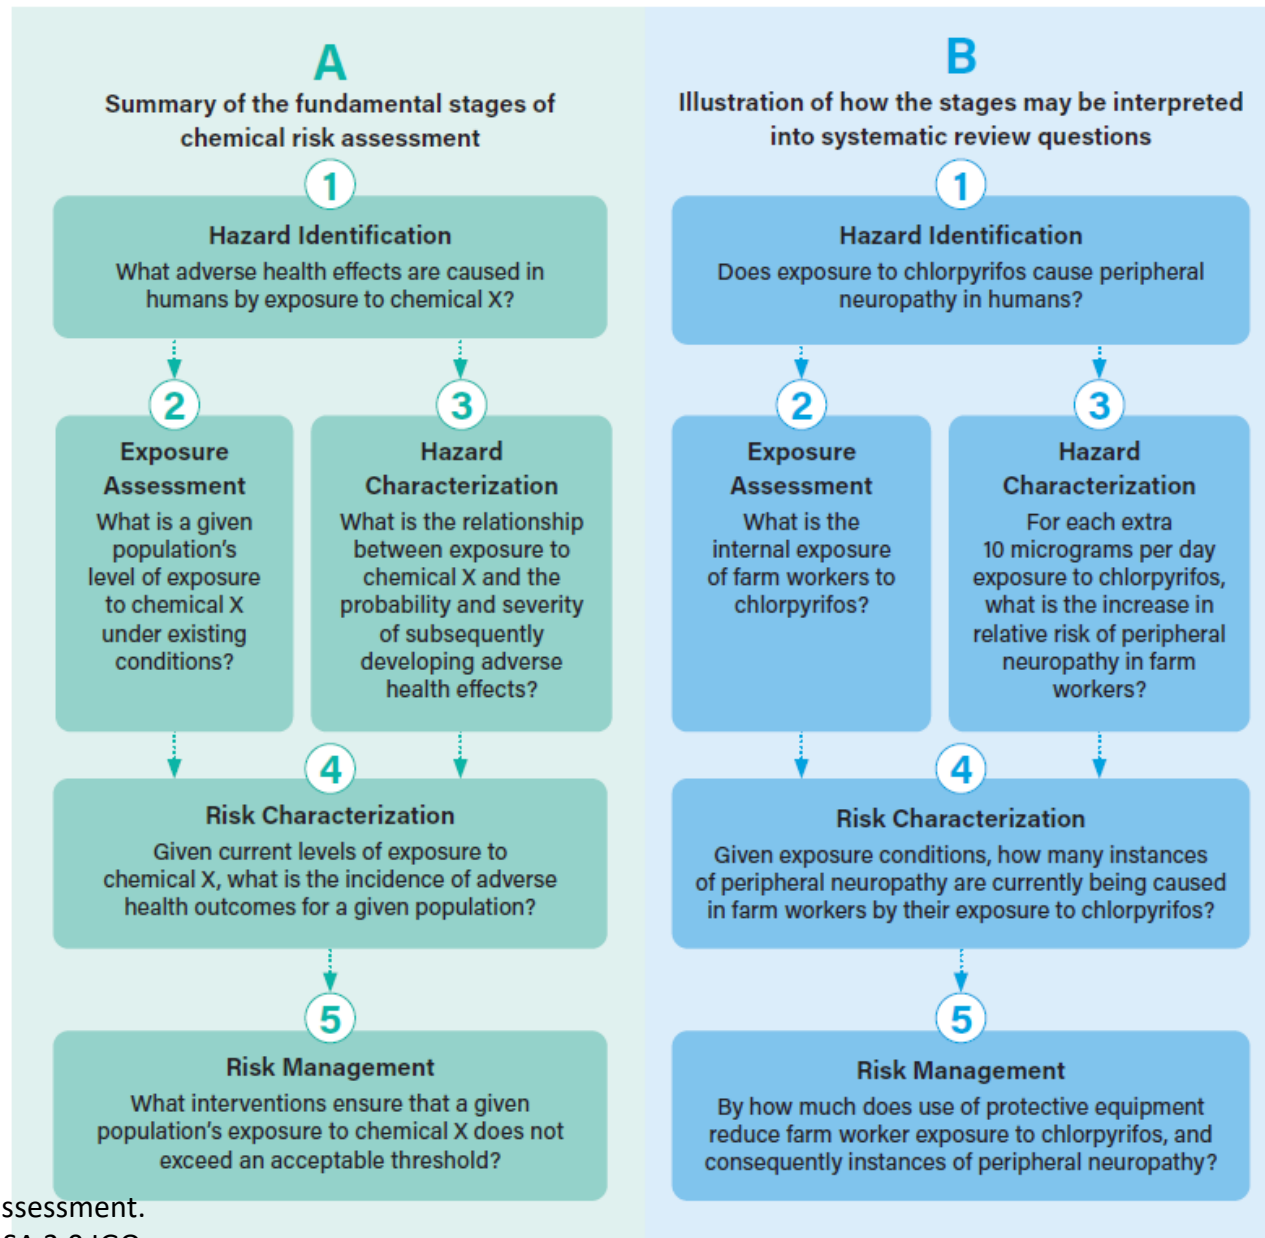 A
Summary of the fundamental stages of
chemical risk assessment
1
Hazard Identification
What adverse health effects are caused in
humans by exposure to chemical X?
2
Exposure
Assessment
What is a given
population's
level of exposure
to chemical X
under existing
conditions?
3
Hazard
Characterization
What is the relationship
between exposure to
chemical X and the
probability and severity
of subsequently
developing adverse
health effects?
4
Risk Characterization
Given current levels of exposure to
chemical X, what is the incidence of adverse
health outcomes for a given population?
5
Risk Management
What interventions ensure that a given
population's exposure to chemical X does not
exceed an acceptable threshold?
B
Illustration of how the stages may be interpreted
into systematic review questions
1
Hazard Identification
Does exposure to chlorpyrifos cause peripheral
neuropathy in humans?
2
Exposure
Assessment
What is the
internal exposure
of farm workers to
chlorpyrifos?
3
Hazard
Characterization
For each extra
10 micrograms per day
exposure to chlorpyrifos,
what is the increase in
relative risk of peripheral
neuropathy in farm
workers?
4
Risk Characterization
Given exposure conditions, how many instances
of peripheral neuropathy are currently being caused
in farm workers by their exposure to chlorpyrifos?
5
Risk Management
By how much does use of protective equipment
reduce farm worker exposure to chlorpyrifos, and
consequently instances of peripheral neuropathy?
ssessment.